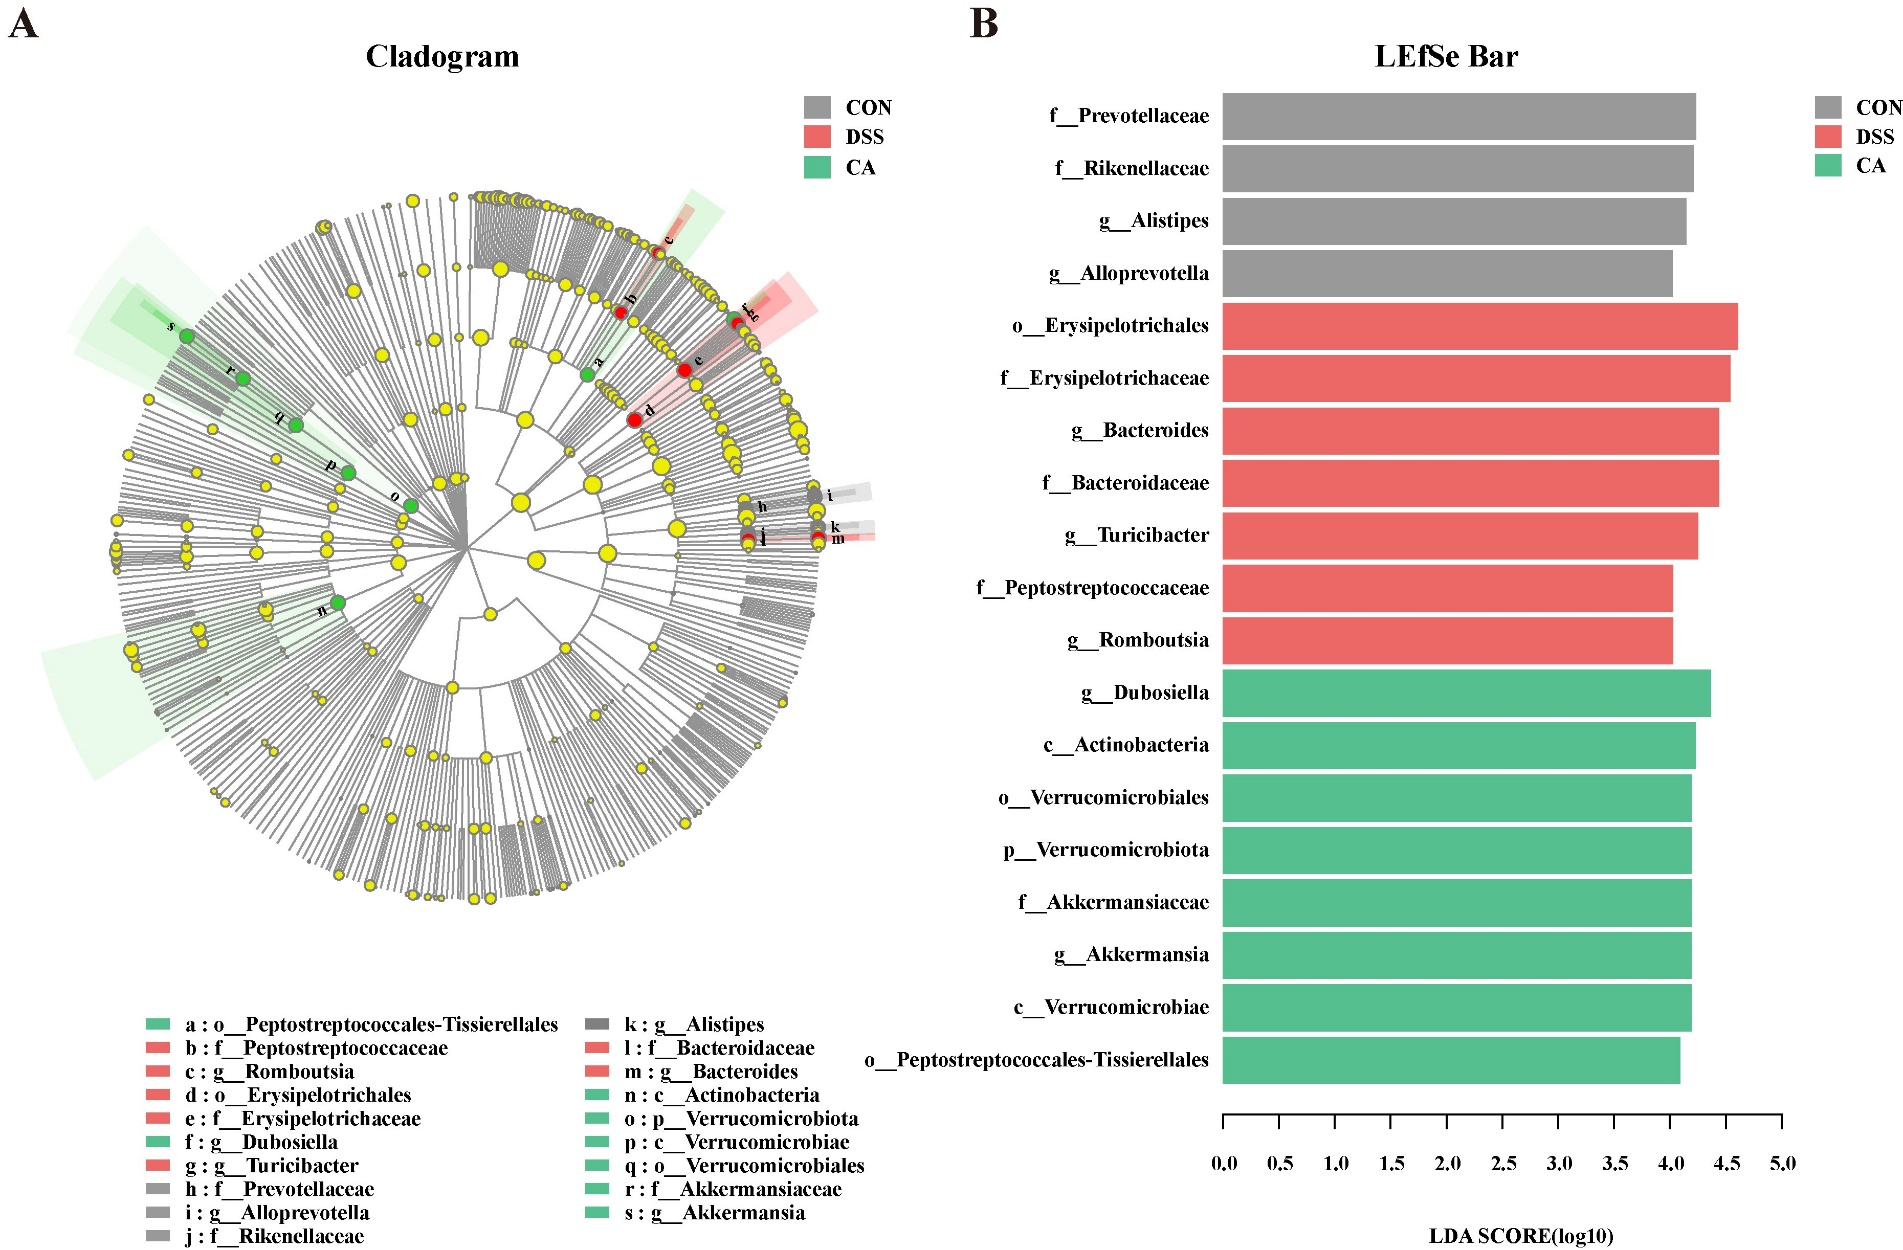 A
Cladogram
CON
DSS
CA
a
b
c
d
e
f
g
h
i
j
l
k
m
n
o
p
q
r
s
a : o__Peptostreptococcales-Tissierellales
b : f__Peptostreptococcaceae
c : g__Romboutsia
d : o__Erysipelotrichales
e : f__Erysipelotrichaceae
f : g__Dubosiella
g : g__Turicibacter
h : f__Prevotellaceae
i : g__Alloprevotella
j : f__Rikenellaceae
k : g__Alistipes
l : f__Bacteroidaceae
m : g__Bacteroides
n : c__Actinobacteria
o : p__Verrucomicrobiota
p : c__Verrucomicrobiae
q : o__Verrucomicrobiales
r : f__Akkermansiaceae
s : g__Akkermansia
B
LEfSe Bar
CON
DSS
CA
f__Prevotellaceae
f__Rikenellaceae
g__Alistipes
g__Alloprevotella
o__Erysipelotrichales
f__Erysipelotrichaceae
g__Bacteroides
f__Bacteroidaceae
g__Turicibacter
f__Peptostreptococcaceae
g__Romboutsia
g__Dubosiella
c__Actinobacteria
o__Verrucomicrobiales
p__Verrucomicrobiota
f__Akkermansiaceae
g__Akkermansia
c__Verrucomicrobiae
o__Peptostreptococcales-Tissierellales
0.0 0.5 1.0 1.5 2.0 2.5 3.0 3.5 4.0 4.5 5.0
LDA SCORE(log10)